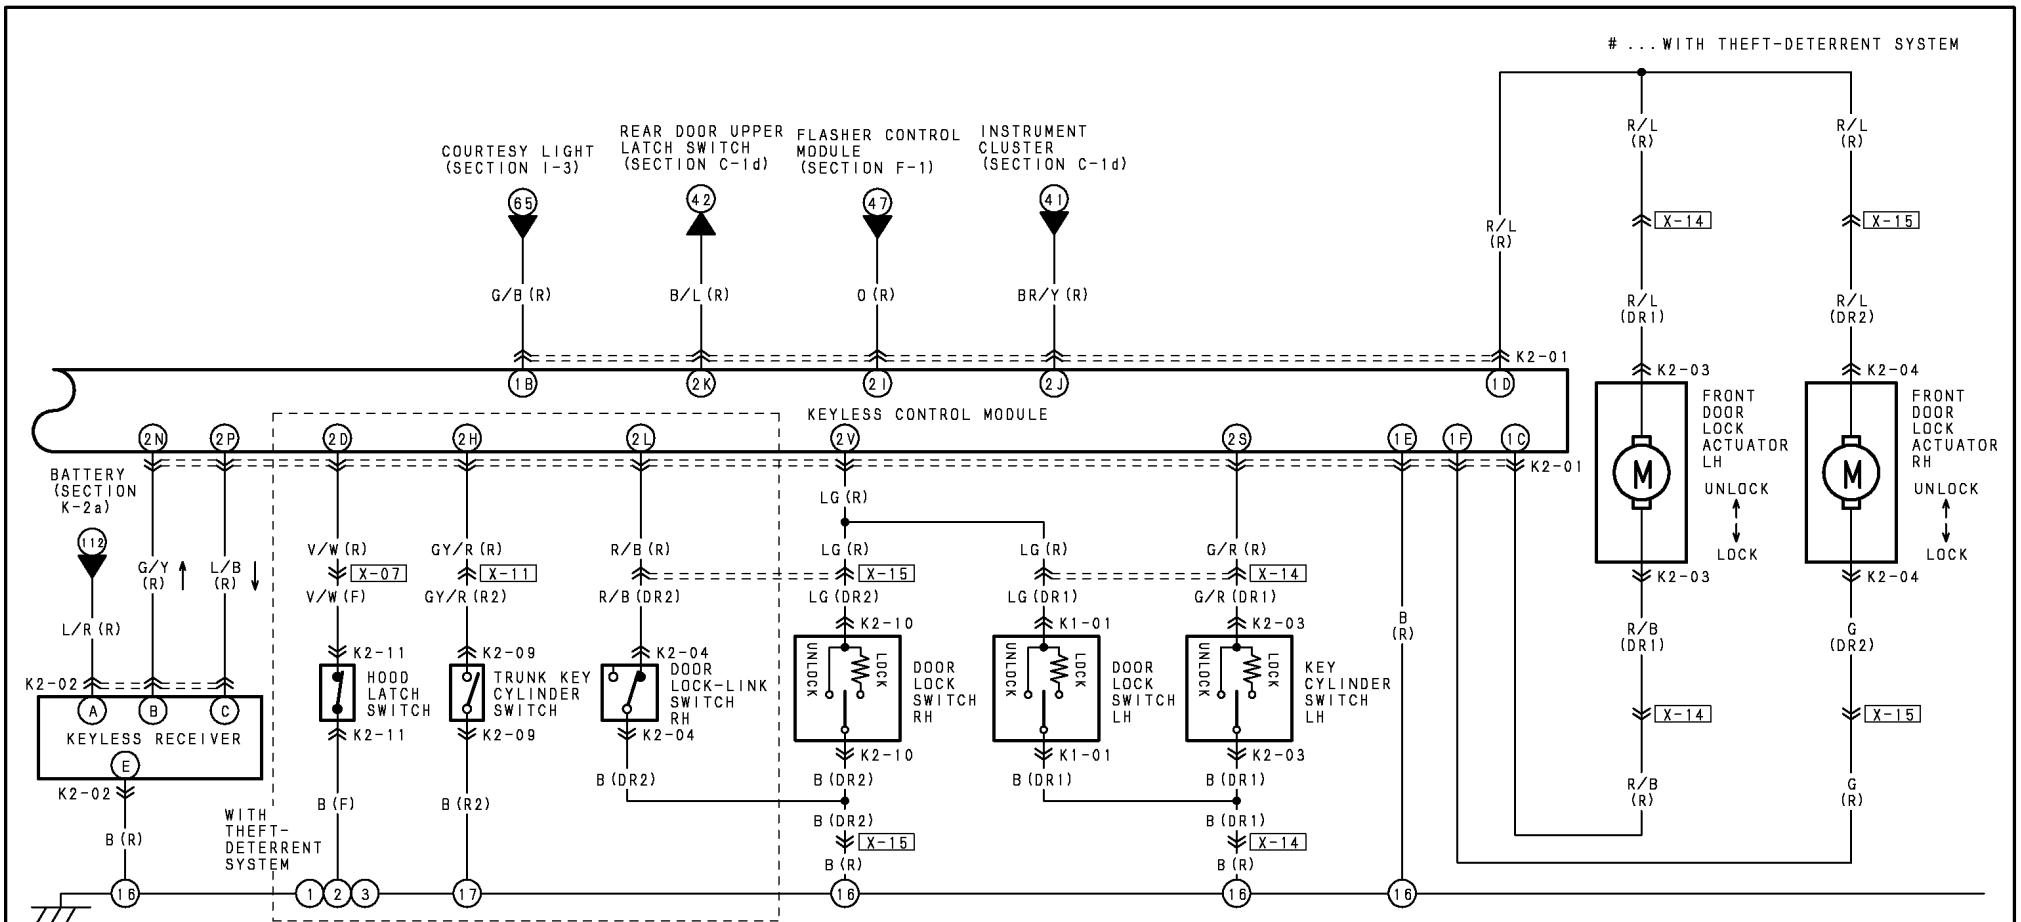 # ... WITH THEFT-DETERRENT SYSTEM
COURTESY LIGHT
(SECTION I-3)
REAR DOOR UPPER
LATCH SWITCH
(SECTION C-1d)
FLASHER CONTROL
MODULE
(SECTION F-1)
INSTRUMENT
CLUSTER
(SECTION C-1d)
65
42
47
41
R/L
(R)
R/L
(R)
R/L
(R)
X-14
X-15
G/B (R)
B/L (R)
O (R)
BR/Y (R)
R/L
(DR1)
R/L
(DR2)
K2-01
K2-03
K2-04
1B
2K
2I
2J
1D
KEYLESS CONTROL MODULE
2N
2P
2D
2H
2L
2V
2S
1E
1F
1C
K2-01
FRONT
DOOR
LOCK
ACTUATOR
LH
UNLOCK
LOCK
M
FRONT
DOOR
LOCK
ACTUATOR
RH
UNLOCK
LOCK
M
K2-03
K2-04
BATTERY
(SECTION
K-2a)
112
LG (R)
G/Y
(R)
L/B
(R)
V/W (R)
GY/R (R)
R/B (R)
LG (R)
LG (R)
G/R (R)
X-07
X-11
X-15
X-14
V/W (F)
GY/R (R2)
R/B (DR2)
LG (DR2)
LG (DR1)
G/R (DR1)
B
(R)
L/R (R)
R/B
(DR1)
G
(DR2)
K2-11
K2-09
K2-04
K2-10
K1-01
K2-03
K2-02
A
B
C
KEYLESS RECEIVER
E
K2-02
HOOD
LATCH
SWITCH
TRUNK KEY
CYLINDER
SWITCH
DOOR
LOCK-LINK
SWITCH
RH
UNLOCK
LOCK
DOOR
LOCK
SWITCH
RH
UNLOCK
LOCK
DOOR
LOCK
SWITCH
LH
UNLOCK
LOCK
KEY
CYLINDER
SWITCH
LH
K2-11
K2-09
K2-04
K2-10
K1-01
K2-03
X-14
X-15
B (DR2)
B (DR2)
B (DR1)
B (DR1)
R/B
(R)
G
(R)
B (R)
WITH
THEFT-
DETERRENT
SYSTEM
B (F)
B (R2)
B (DR2)
B (DR1)
X-15
X-14
B (R)
B (R)
16
1
2
3
17
16
16
16